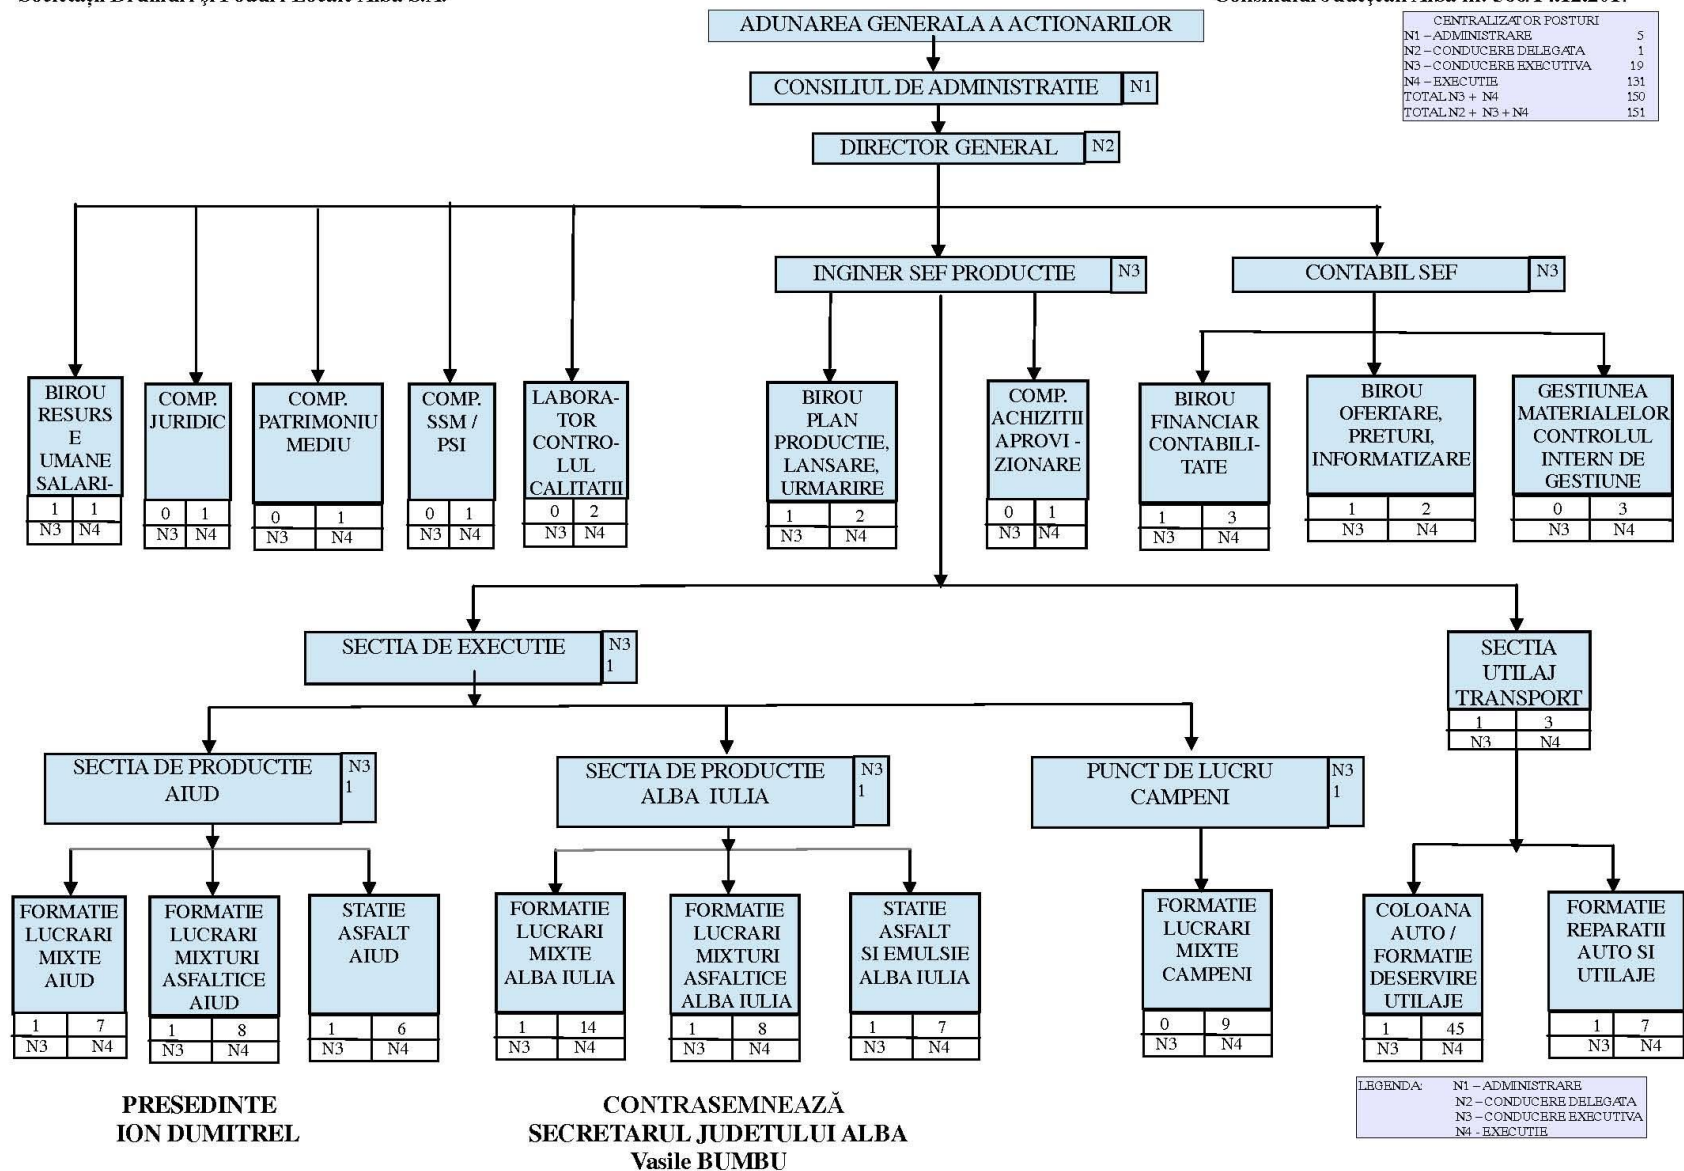 ADUNAREA GENERALA A ACTIONARILOR
CENTRALIZATOR POSTURI
N1 – ADMINISTRARE 5
N2 – CONDUCERE DELEGATA 1
N3 – CONDUCERE EXECUTIVA 19
N4 – EXECUTIE 131
TOTAL N3 + N4 150
TOTAL N2 + N3 + N4 151
CONSILIUL DE ADMINISTRATIE N1
DIRECTOR GENERAL N2
INGINER SEF PRODUCTIE N3
CONTABIL SEF N3
BIROU
RESURS
E
UMANE
SALARI-
1 1
N3 N4
COMP.
JURIDIC
0 1
N3 N4
COMP.
PATRIMONIU
MEDIU
0 1
N3 N4
COMP.
SSM /
PSI
0 1
N3 N4
LABORA-
TOR
CONTRO-
LUL
CALITATII
0 2
N3 N4
BIROU
PLAN
PRODUCTIE,
LANSARE,
URMARIRE
1 2
N3 N4
COMP.
ACHIZITII
APROVI -
ZIONARE
0 1
N3 N4
BIROU
FINANCIAR
CONTABILI-
TATE
1 3
N3 N4
BIROU
OFERTARE,
PRETURI,
INFORMATIZARE
1 2
N3 N4
GESTIUNEA
MATERIALELOR
CONTROLUL
INTERN DE
GESTIUNE
0 3
N3 N4
SECTIA DE EXECUTIE N3
1
SECTIA
UTILAJ
TRANSPORT
1 3
N3 N4
SECTIA DE PRODUCTIE N3
AIUD 1
SECTIA DE PRODUCTIE N3
ALBA IULIA 1
PUNCT DE LUCRU N3
CAMPENI 1
FORMATIE
LUCRARI
MIXTE
AIUD
1 7
N3 N4
FORMATIE
LUCRARI
MIXTURI
ASFALTICE
AIUD
1 8
N3 N4
STATIE
ASFALT
AIUD
1 6
N3 N4
FORMATIE
LUCRARI
MIXTE
ALBA IULIA
1 14
N3 N4
FORMATIE
LUCRARI
MIXTURI
ASFALTICE
ALBA IULIA
1 8
N3 N4
STATIE
ASFALT
SI EMULSIE
ALBA IULIA
1 7
N3 N4
FORMATIE
LUCRARI
MIXTE
CAMPENI
0 9
N3 N4
COLOANA
AUTO /
FORMATIE
DESERVIRE
UTILAJE
1 45
N3 N4
FORMATIE
REPARATII
AUTO SI
UTILAJE
1 7
N3 N4
LEGENDA: N1 – ADMINISTRARE
N2 – CONDUCERE DELEGATA
N3 – CONDUCERE EXECUTIVA
N4 - EXECUTIE
PRESEDINTE
ION DUMITREL
CONTRASEMNEAZĂ
SECRETARUL JUDETULUI ALBA
Vasile BUMBU